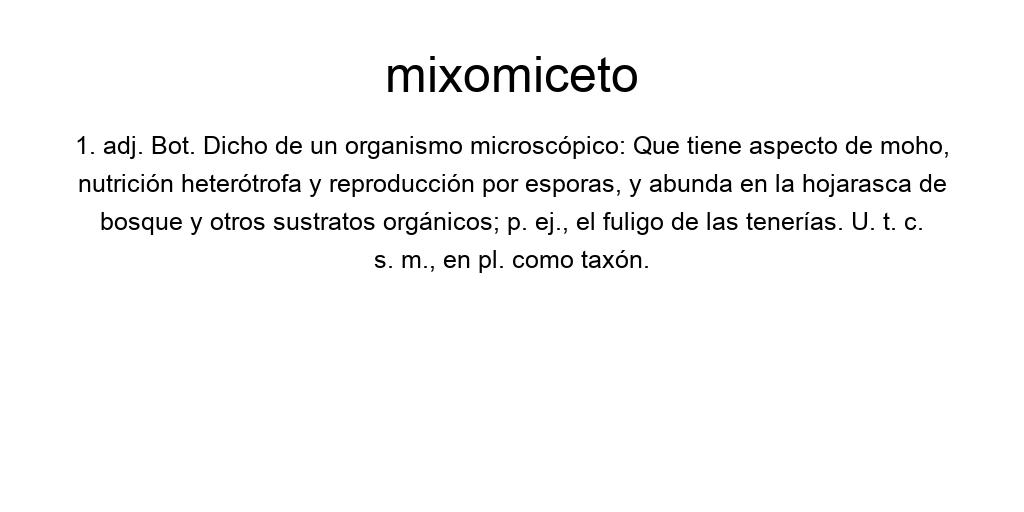 mixomiceto
1. adj. Bot. Dicho de un organismo microscópico: Que tiene aspecto de moho,
nutrición heterótrofa y reproducción por esporas, y abunda en la hojarasca de
bosque y otros sustratos orgánicos; p. ej., el fuligo de las tenerías. U. t. c.
s. m., en pl. como taxón.